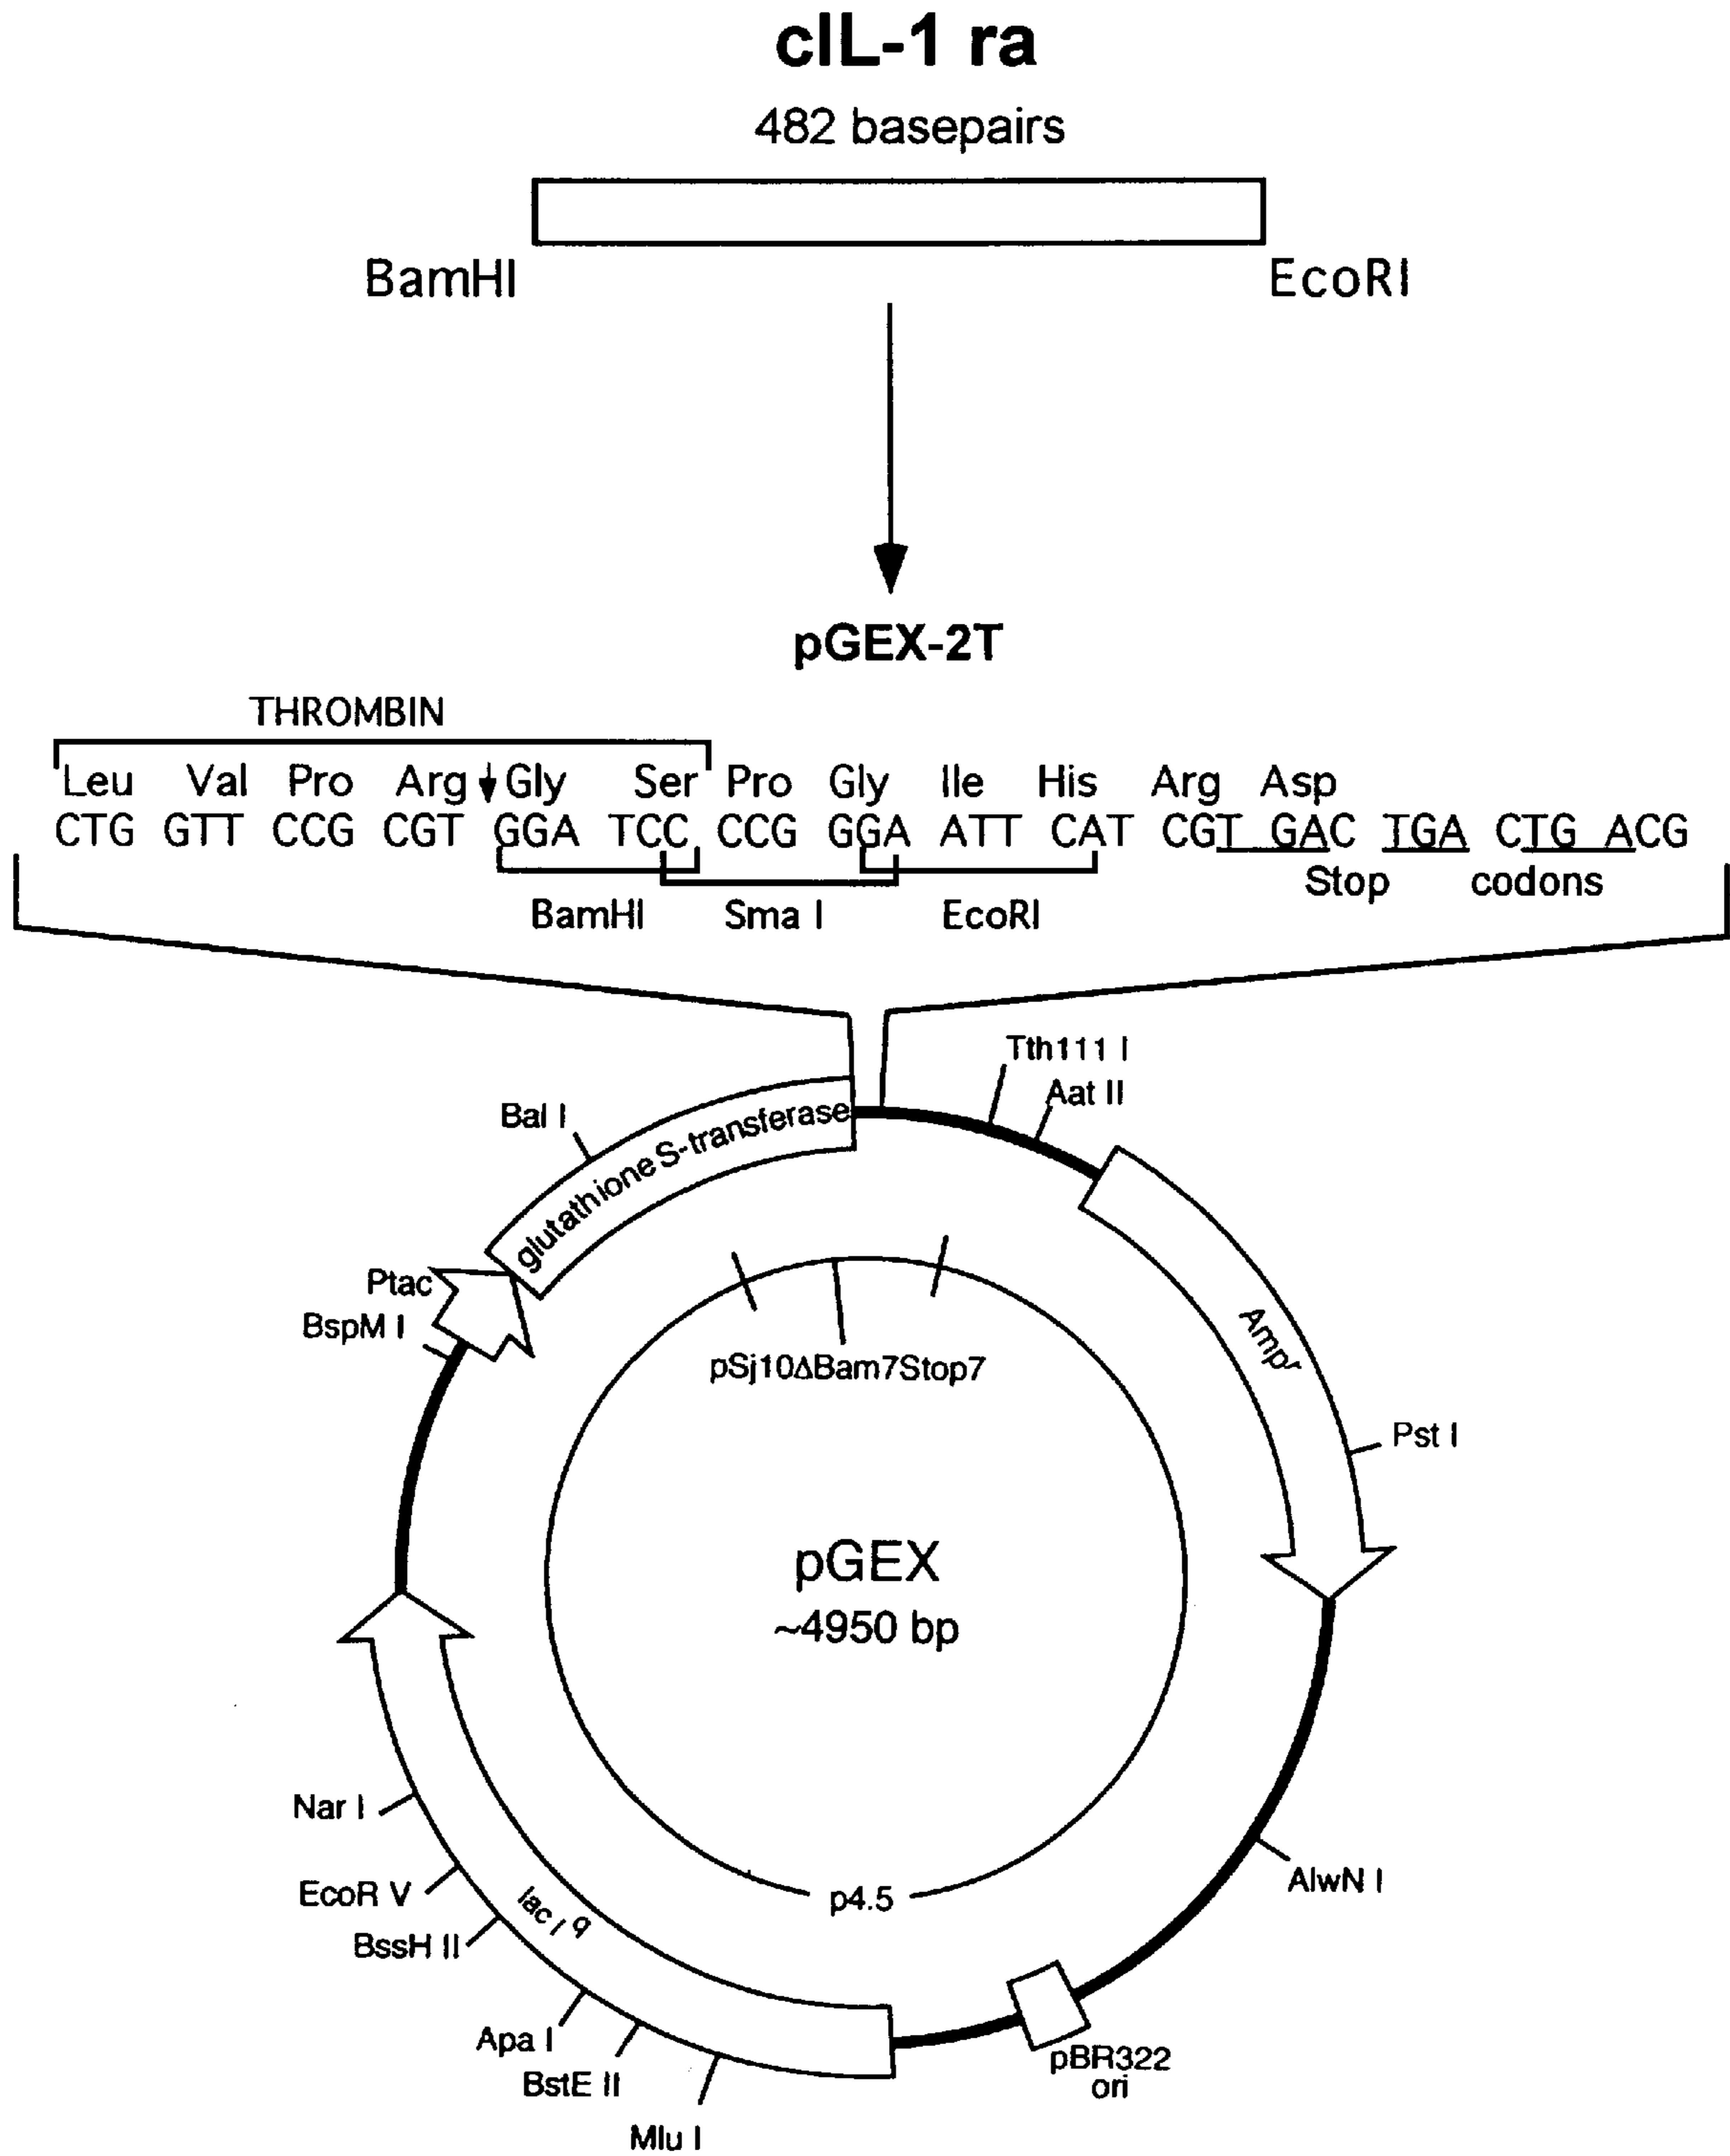 cIL-1 ra
482 basepairs
BamHI
EcoRI
pGEX-2T
THROMBIN
Leu Val Pro Arg Gly Ser Pro Gly Ile His Arg Asp
CTG GTT CCG CGT GGA TCC CCG GGA ATT CAT CGT GAC TGA CTG ACG
Stop codons
BamHI Sma I EcoRI
Tth111 I
Aat II
Bal I
glutathione S-transferase
Ptac
BspM I
pSj10ΔBam7Stop7
Ampr
Pst I
pGEX
~4950 bp
Nar I
EcoR V
BssH II
lac I q
p4.5
AlwN I
Apa I
BstE II
Mlu I
pBR322
ori